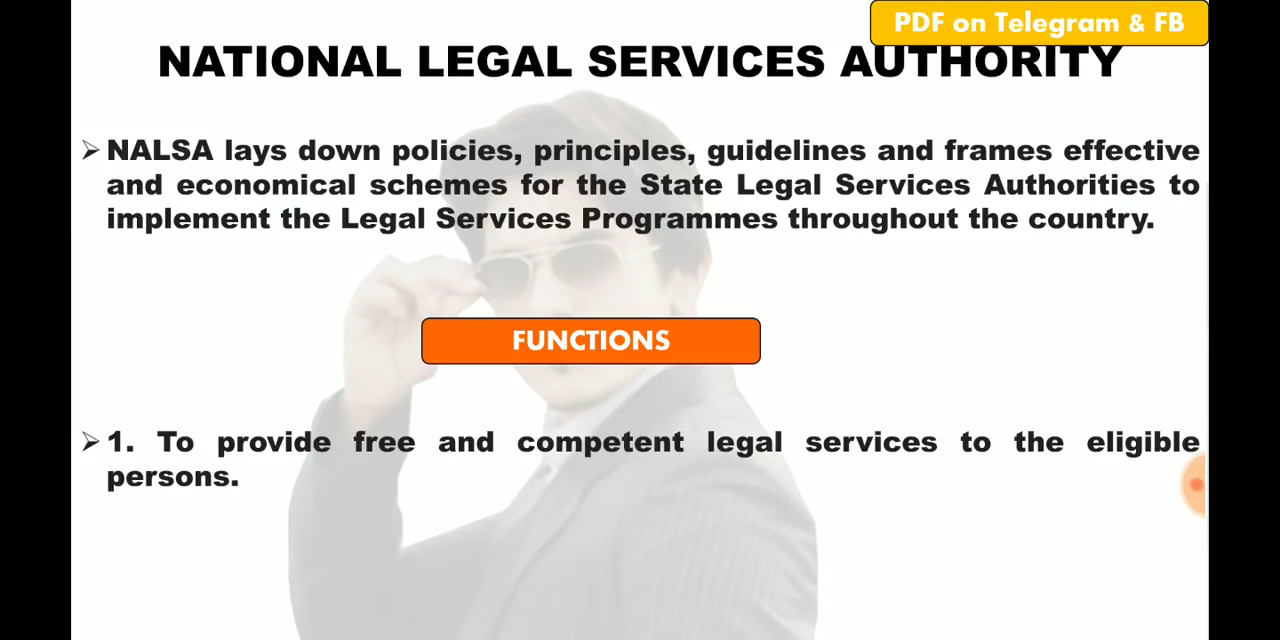 PDF on Telegram & FB
NATIONAL LEGAL SERVICES AUTHORITY
NALSA lays down policies, principles, guidelines and frames effective
and economical schemes for the State Legal Services Authorities to
implement the Legal Services Programmes throughout the country.
FUNCTIONS
1. To provide free and competent legal services to the eligible
persons.